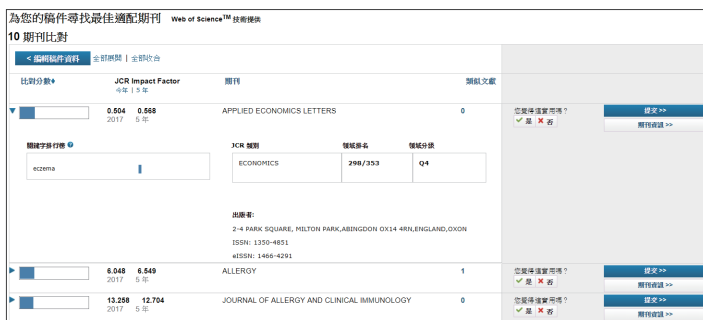 為您的稿件尋找最佳適配期刊 Web of Science™ 技術提供
10 期刊比對
< 編輯稿件資料 全部展開 | 全部收合
比對分數 JCR Impact Factor 期刊 類似文獻
今年 | 5 年
0.504 0.568 APPLIED ECONOMICS LETTERS 0 您覺得這實用嗎? 提交 >>
2017 5 年 是 否 期刊資訊 >>
關鍵字排行榜 JCR 類別 領域排名 領域分級
eczema ECONOMICS 298/353 Q4
出版者:
2-4 PARK SQUARE, MILTON PARK,ABINGDON OX14 4RN,ENGLAND,OXON
ISSN: 1350-4851
eISSN: 1466-4291
6.048 6.549 ALLERGY 1 您覺得這實用嗎? 提交 >>
2017 5 年 是 否 期刊資訊 >>
13.258 12.704 JOURNAL OF ALLERGY AND CLINICAL IMMUNOLOGY 0 您覺得這實用嗎? 提交 >>
2017 5 年 是 否 期刊資訊 >>